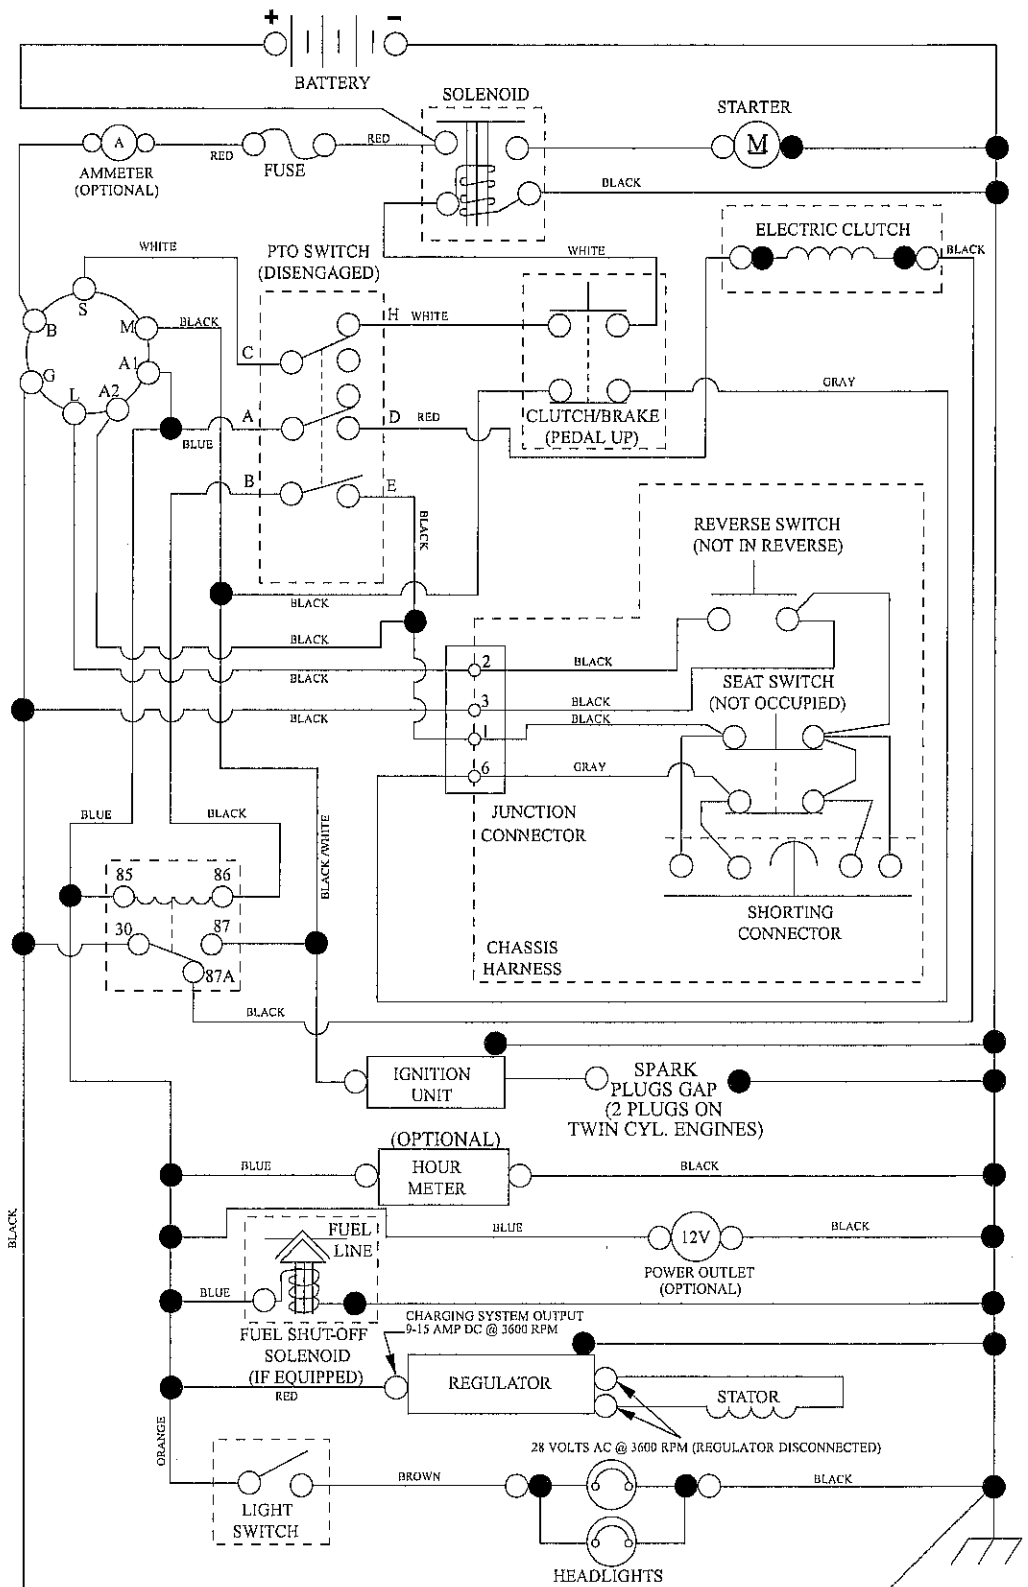 + -
BATTERY
SOLENOID
STARTER
A
RED
RED
M
AMMETER
(OPTIONAL)
FUSE
BLACK
ELECTRIC CLUTCH
WHITE
PTO SWITCH
(DISENGAGED)
WHITE
BLACK
S
B
M
BLACK
H
WHITE
C
G
A1
L
A2
GRAY
A
D
RED
CLUTCH/BRAKE
(PEDAL UP)
BLUE
B
E
BLACK
REVERSE SWITCH
(NOT IN REVERSE)
BLACK
BLACK
2
BLACK
BLACK
SEAT SWITCH
(NOT OCCUPIED)
3
BLACK
BLACK
BLACK
1
6
GRAY
BLUE
BLACK
JUNCTION
CONNECTOR
BLACK/WHITE
85
86
30
87
87A
SHORTING
CONNECTOR
CHASSIS
HARNESS
BLACK
IGNITION
UNIT
SPARK
PLUGS GAP
(2 PLUGS ON
TWIN CYL. ENGINES)
(OPTIONAL)
HOUR
METER
BLUE
BLACK
BLACK
FUEL
LINE
BLUE
12V
BLACK
POWER OUTLET
(OPTIONAL)
BLUE
CHARGING SYSTEM OUTPUT
9-15 AMP DC @ 3600 RPM
FUEL SHUT-OFF
SOLENOID
(IF EQUIPPED)
RED
REGULATOR
STATOR
ORANGE
28 VOLTS AC @ 3600 RPM (REGULATOR DISCONNECTED)
BROWN
BLACK
LIGHT
SWITCH
HEADLIGHTS